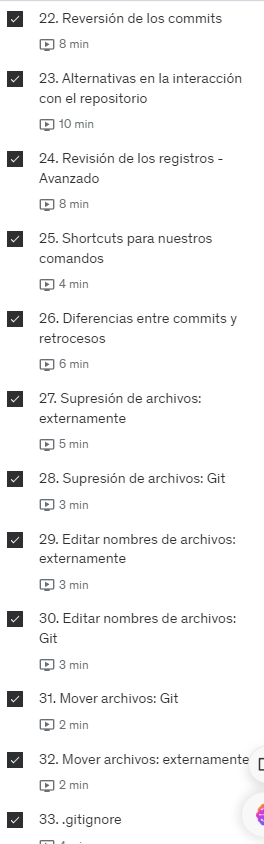 22. Reversión de los commits
8 min
23. Alternativas en la interacción
con el repositorio
10 min
24. Revisión de los registros -
Avanzado
8 min
25. Shortcuts para nuestros
comandos
4 min
26. Diferencias entre commits y
retrocesos
6 min
27. Supresión de archivos:
externamente
5 min
28. Supresión de archivos: Git
3 min
29. Editar nombres de archivos:
externamente
3 min
30. Editar nombres de archivos:
Git
3 min
31. Mover archivos: Git
2 min
32. Mover archivos: externamente
2 min
33. .gitignore